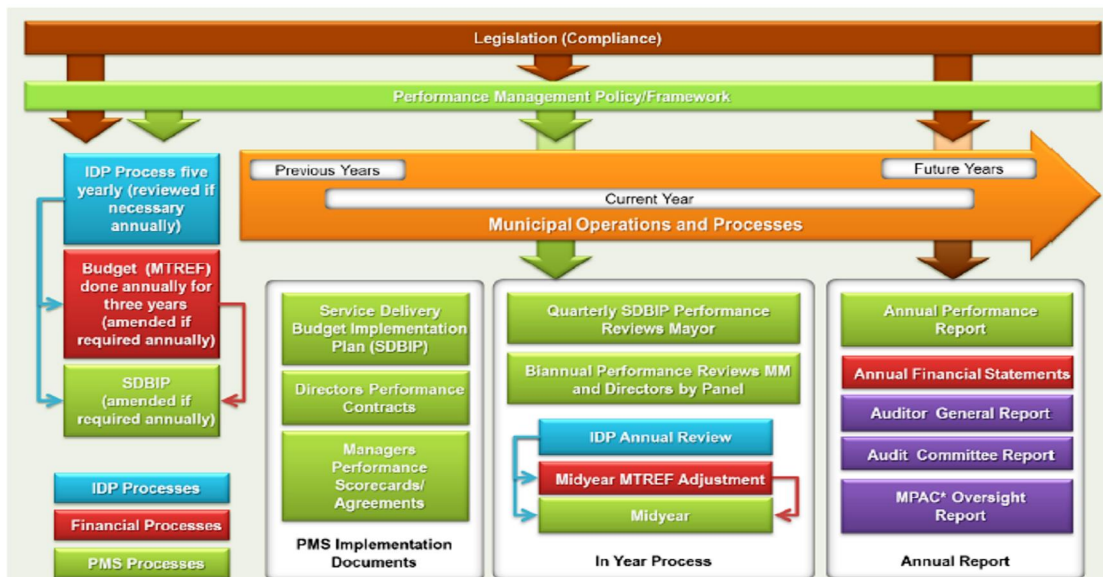 Legislation (Compliance)
Performance Management Policy/Framework
IDP Process five
yearly (reviewed if
necessary
annually)
Budget (MTREF)
done annually for
three years
(amended if
required annually)
SDBIP
(amended if
required annually)
IDP Processes
Financial Processes
PMS Processes
Previous Years
Future Years
Current Year
Municipal Operations and Processes
Service Delivery
Budget Implementation
Plan (SDBIP)
Directors Performance
Contracts
Managers
Performance
Scorecards/
Agreements
PMS Implementation
Documents
Quarterly SDBIP Performance
Reviews Mayor
Biannual Performance Reviews MM
and Directors by Panel
IDP Annual Review
Midyear MTREF Adjustment
Midyear
In Year Process
Annual Performance
Report
Annual Financial Statements
Auditor General Report
Audit Committee Report
MPAC* Oversight
Report
Annual Report